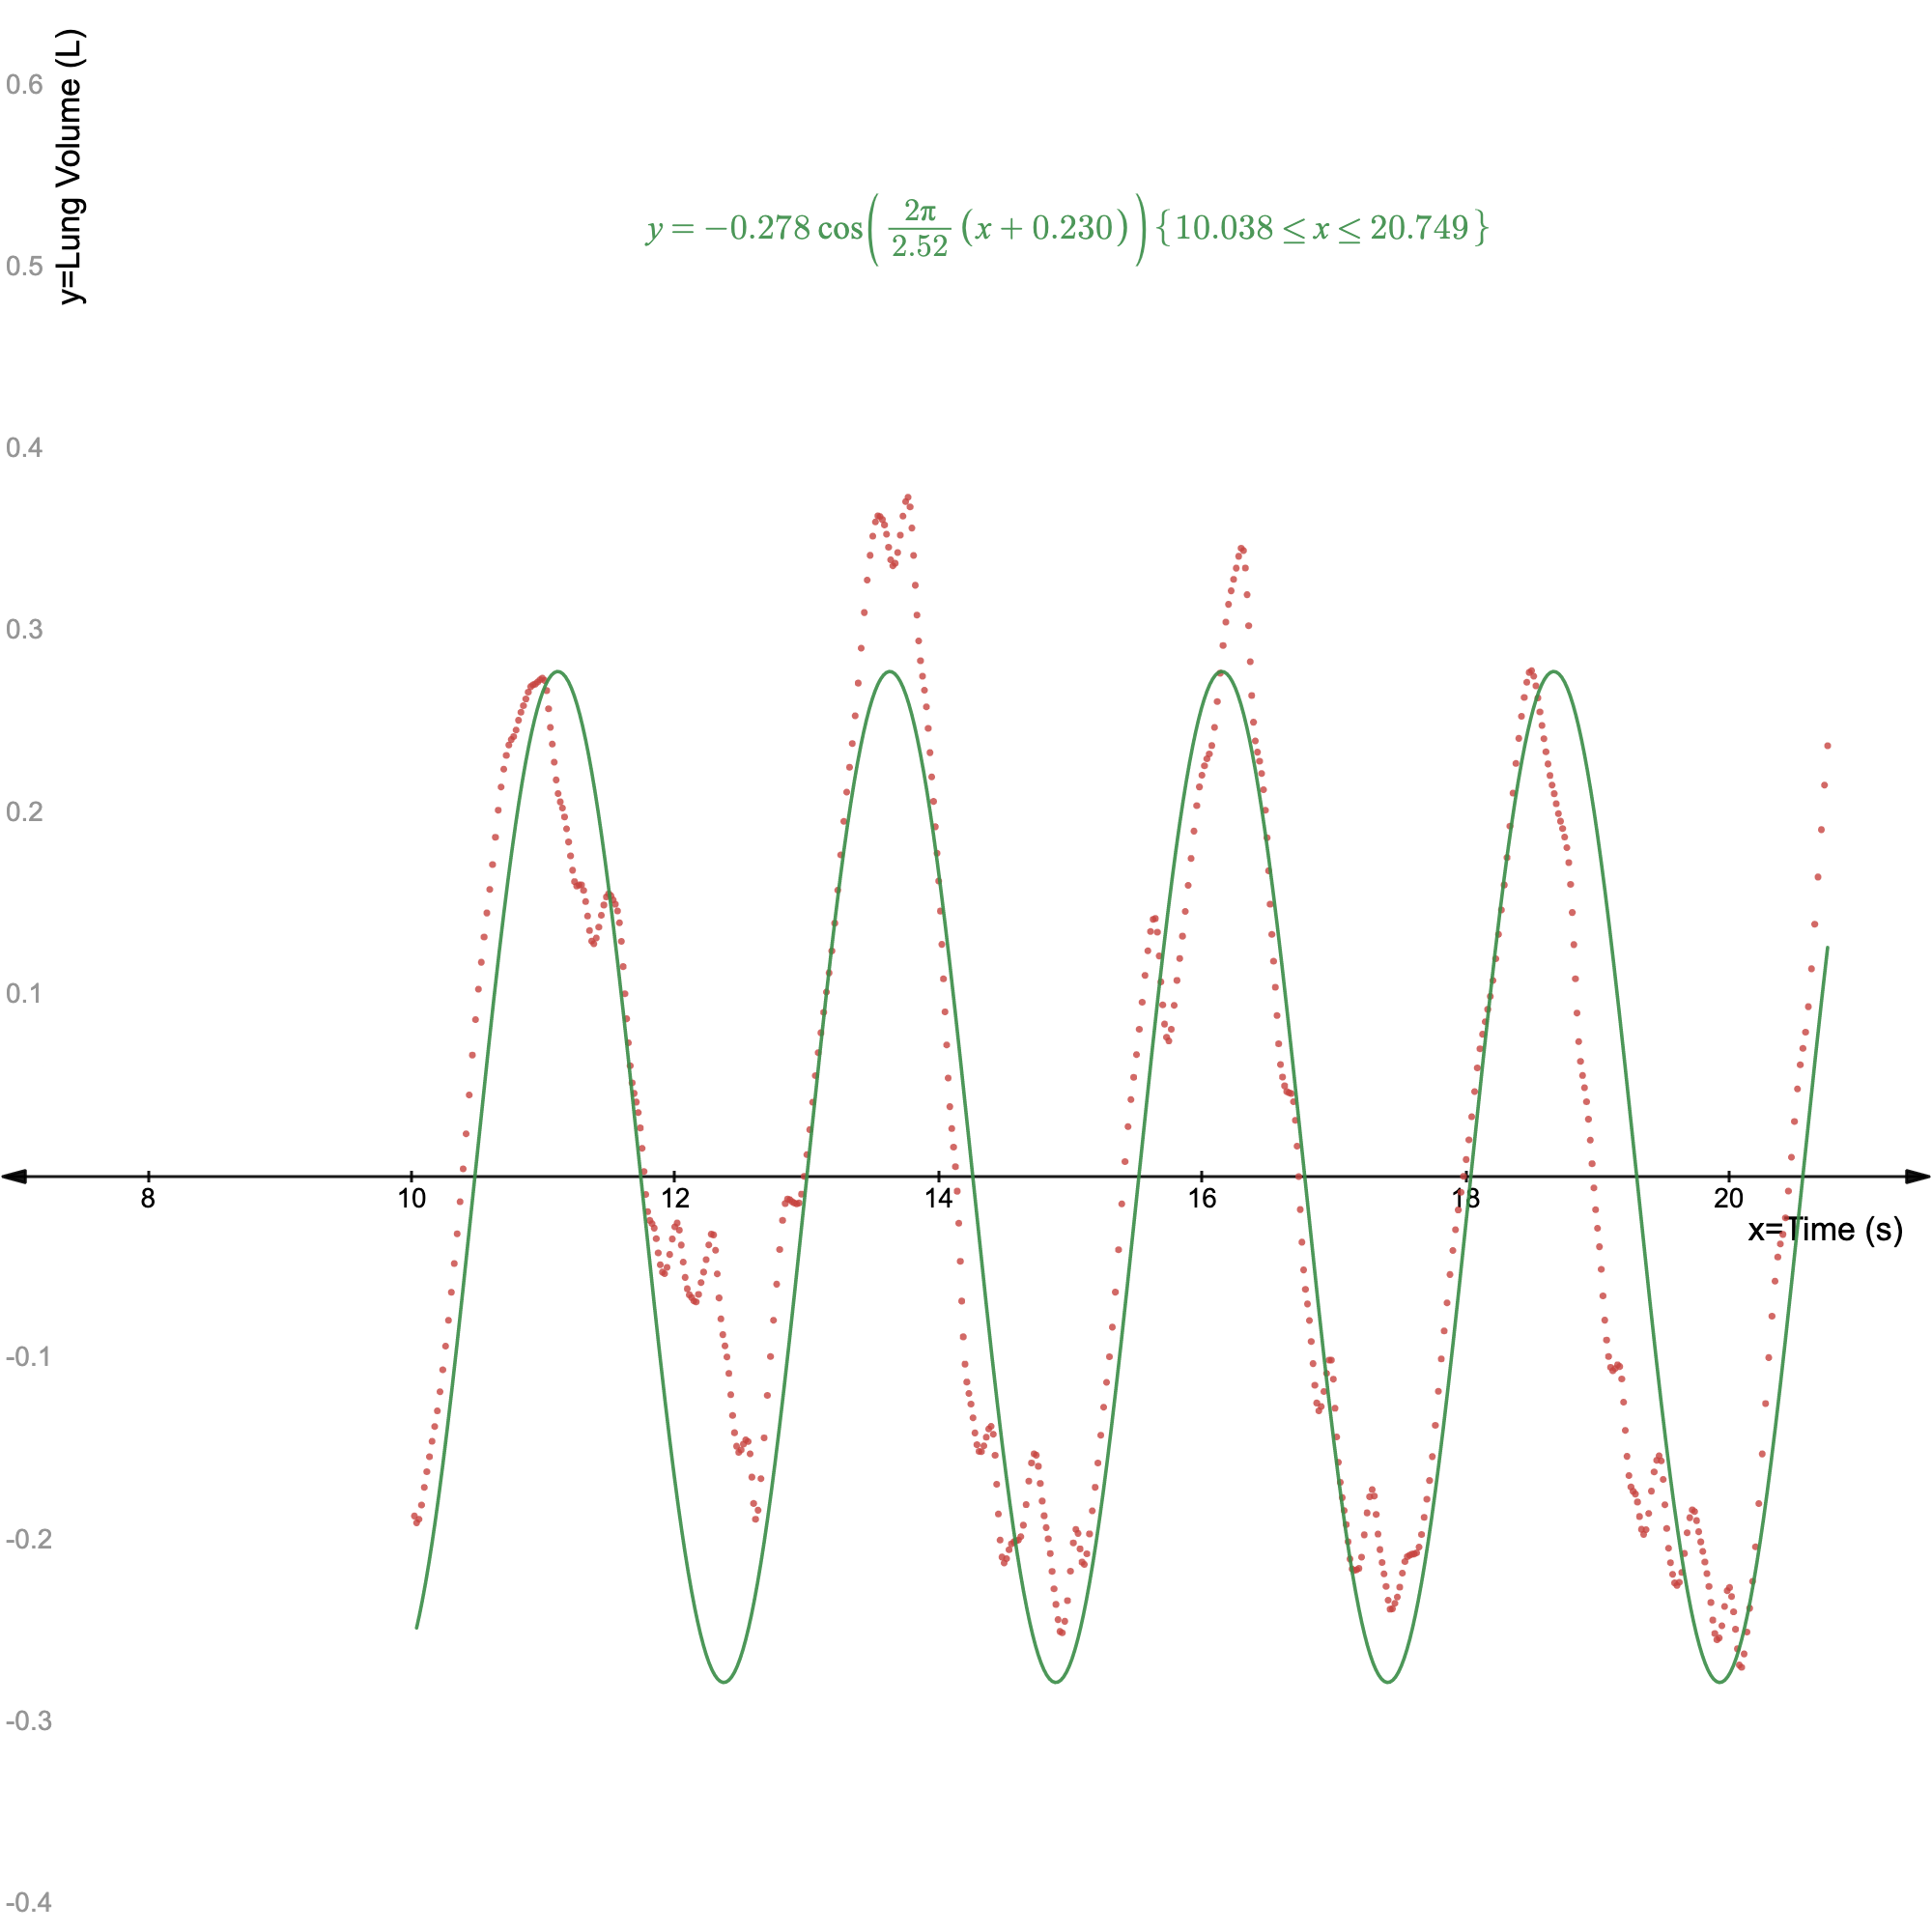 y=Lung Volume (L)
0.6
0.5
0.4
0.3
0.2
0.1
-0.1
-0.2
-0.3
-0.4
y = −0.278 cos(2π/2.52 (x + 0.230)) {10.038 ≤ x ≤ 20.749}
8 10 12 14 16 18 20
x=Time (s)